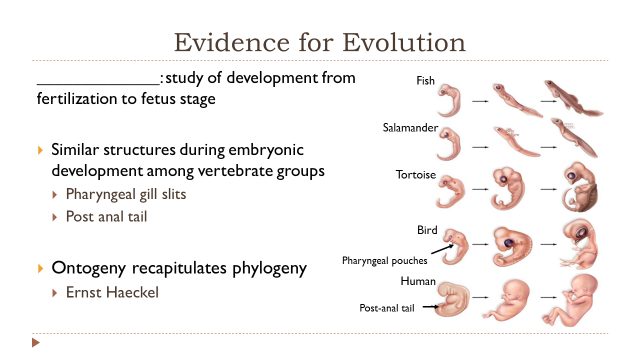 Evidence for Evolution
______________: study of development from
fertilization to fetus stage
Similar structures during embryonic
development among vertebrate groups
Pharyngeal gill slits
Post anal tail
Ontogeny recapitulates phylogeny
Ernst Haeckel
Fish
Salamander
Tortoise
Bird
Pharyngeal pouches
Human
Post-anal tail